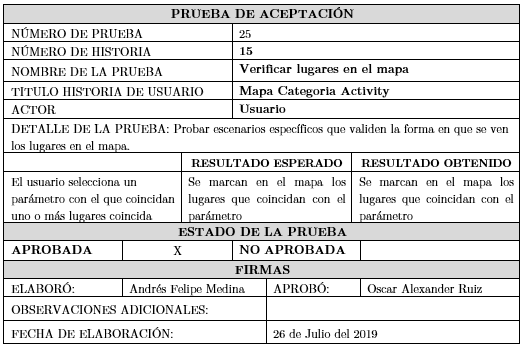 PRUEBA DE ACEPTACIÓN
NÚMERO DE PRUEBA 25
NÚMERO DE HISTORIA 15
NOMBRE DE LA PRUEBA Verificar lugares en el mapa
TÍTULO HISTORIA DE USUARIO Mapa Categoria Activity
ACTOR Usuario
DETALLE DE LA PRUEBA: Probar escenarios específicos que validen la forma en que se ven
los lugares en el mapa.
RESULTADO ESPERADO RESULTADO OBTENIDO
El usuario selecciona un
parámetro con el que coincidan
uno o más lugares coincida
Se marcan en el mapa los
lugares que coincidan con el
parámetro
Se marcan en el mapa los
lugares que coincidan con el
parámetro
ESTADO DE LA PRUEBA
APROBADA X NO APROBADA
FIRMAS
ELABORÓ: Andrés Felipe Medina APROBÓ: Oscar Alexander Ruiz
OBSERVACIONES ADICIONALES:
FECHA DE ELABORACIÓN: 26 de Julio del 2019